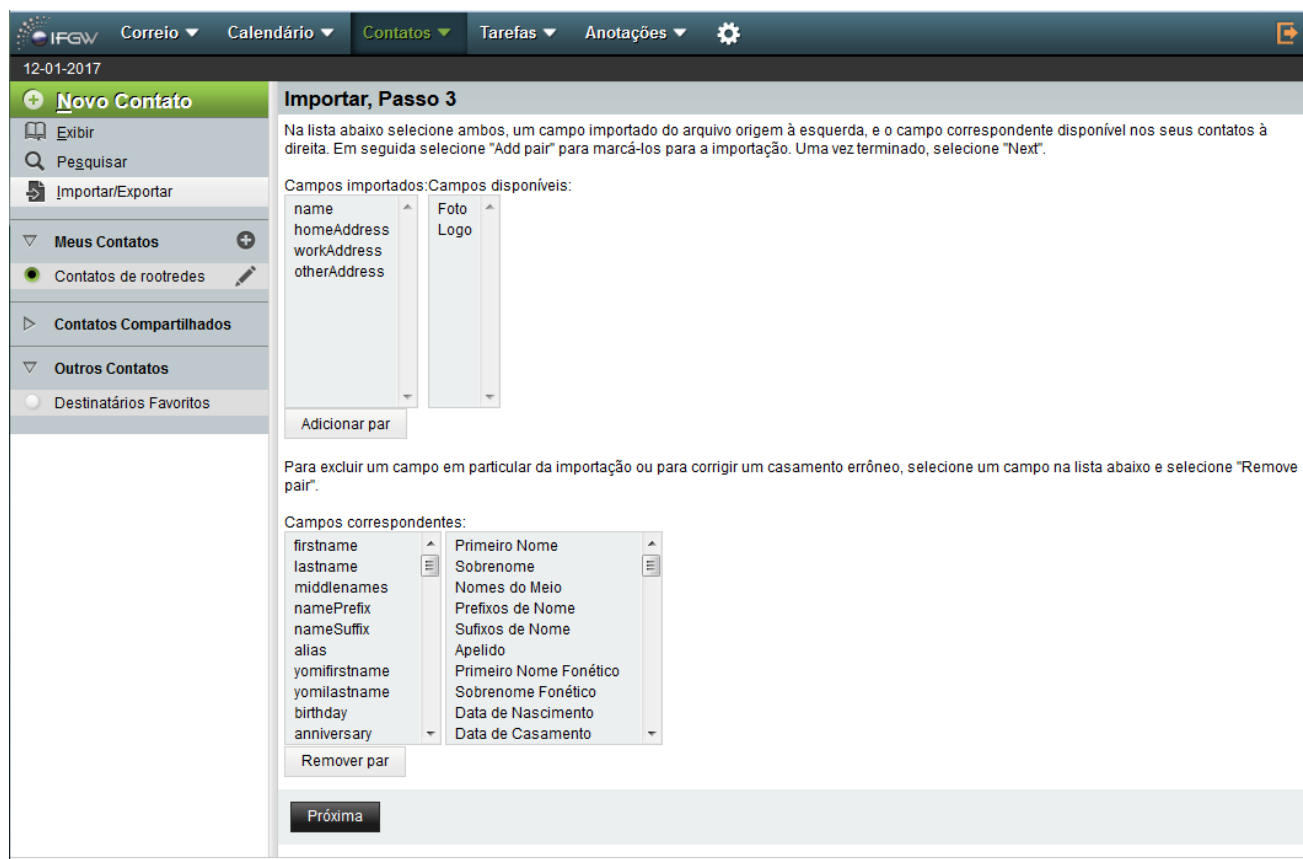 IFGW Correio Calendário Contatos Tarefas Anotações
12-01-2017
Novo Contato
Exibir
Pesquisar
Importar/Exportar
Meus Contatos
Contatos de rootredes
Contatos Compartilhados
Outros Contatos
Destinatários Favoritos
Importar, Passo 3
Na lista abaixo selecione ambos, um campo importado do arquivo origem à esquerda, e o campo correspondente disponível nos seus contatos à
direita. Em seguida selecione "Add pair" para marcá-los para a importação. Uma vez terminado, selecione "Next".
Campos importados:Campos disponíveis:
name Foto
homeAddress Logo
workAddress
otherAddress
Adicionar par
Para excluir um campo em particular da importação ou para corrigir um casamento errôneo, selecione um campo na lista abaixo e selecione "Remove
pair".
Campos correspondentes:
firstname Primeiro Nome
lastname Sobrenome
middlenames Nomes do Meio
namePrefix Prefixos de Nome
nameSuffix Sufixos de Nome
alias Apelido
yomifirstname Primeiro Nome Fonético
yomilastname Sobrenome Fonético
birthday Data de Nascimento
anniversary Data de Casamento
Remover par
Próxima